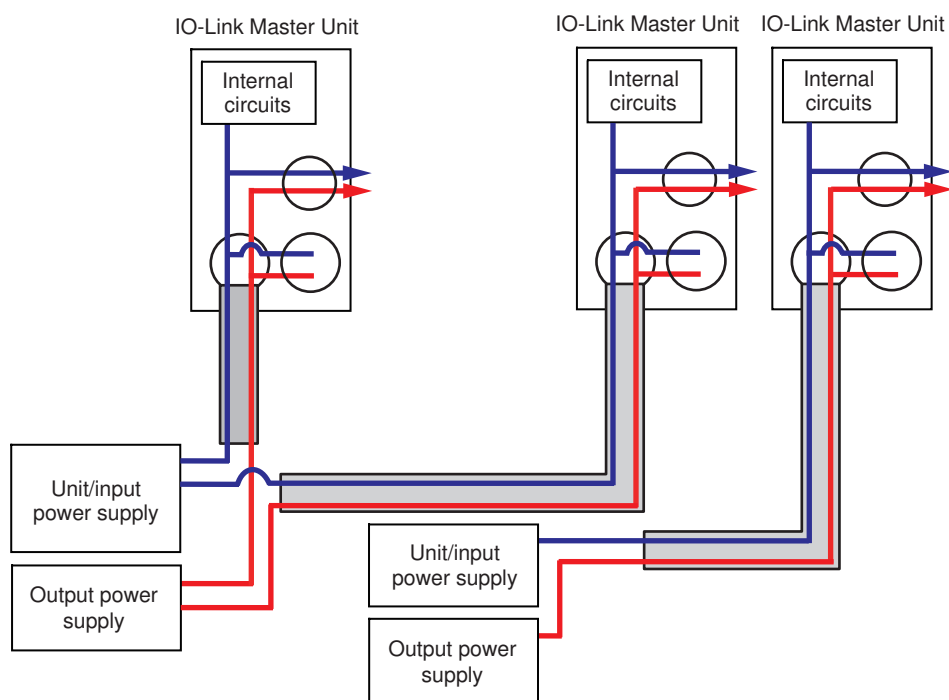 IO-Link Master Unit
IO-Link Master Unit
IO-Link Master Unit
Internal
circuits
Internal
circuits
Internal
circuits
Unit/input
power supply
Output power
supply
Unit/input
power supply
Output power
supply